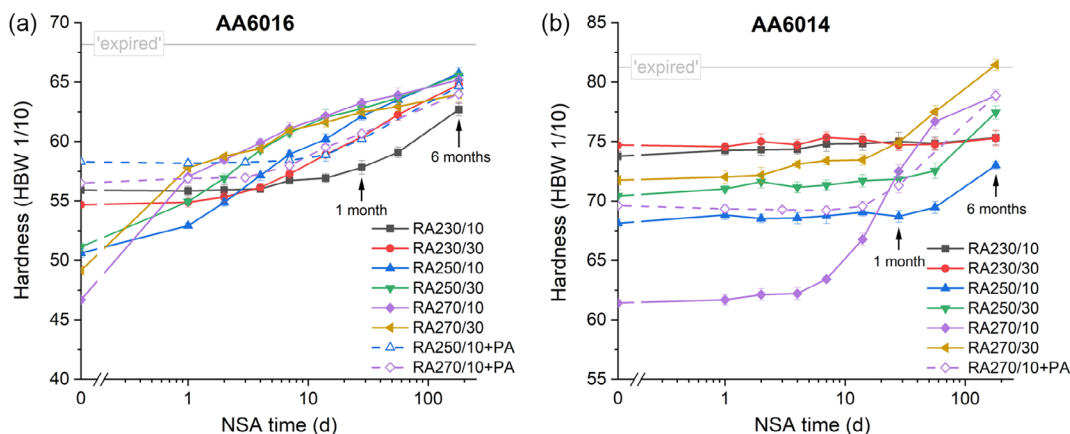 (a)
AA6016
'expired'
Hardness (HBW 1/10)
70
65
60
55
50
45
40
6 months
1 month
RA230/10
RA230/30
RA250/10
RA250/30
RA270/10
RA270/30
RA250/10+PA
RA270/10+PA
0
1
10
100
NSA time (d)
(b)
AA6014
'expired'
Hardness (HBW 1/10)
85
80
75
70
65
60
55
6 months
1 month
RA230/10
RA230/30
RA250/10
RA250/30
RA270/10
RA270/30
RA270/10+PA
0
1
10
100
NSA time (d)